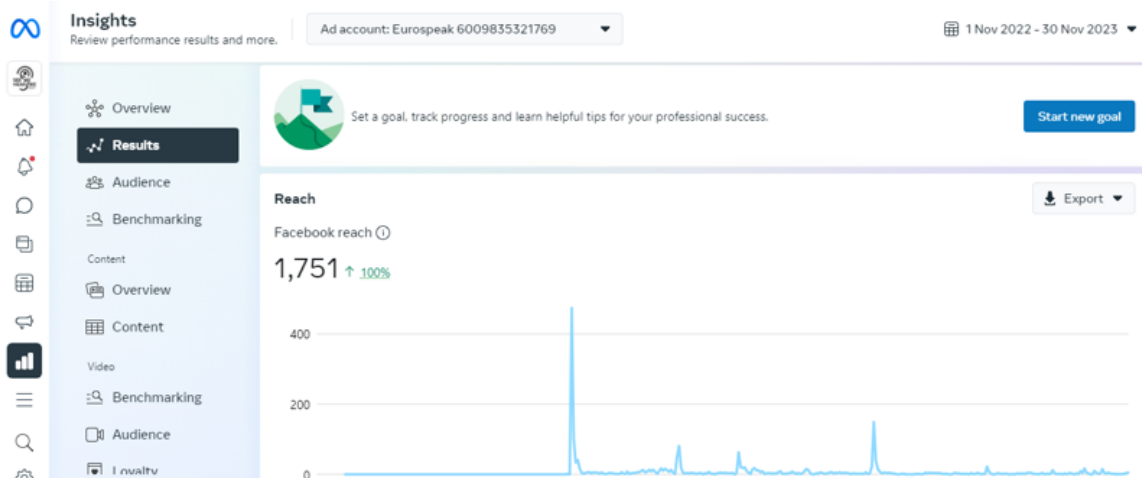 Insights
Review performance results and more.
Ad account: Eurospeak 6009835321769
1 Nov 2022 - 30 Nov 2023
Overview
Results
Audience
Benchmarking
Content
Overview
Content
Video
Benchmarking
Audience
Loyalty
Set a goal, track progress and learn helpful tips for your professional success.
Start new goal
Reach
Export
Facebook reach
1,751 ↑ 100%
400
200
0